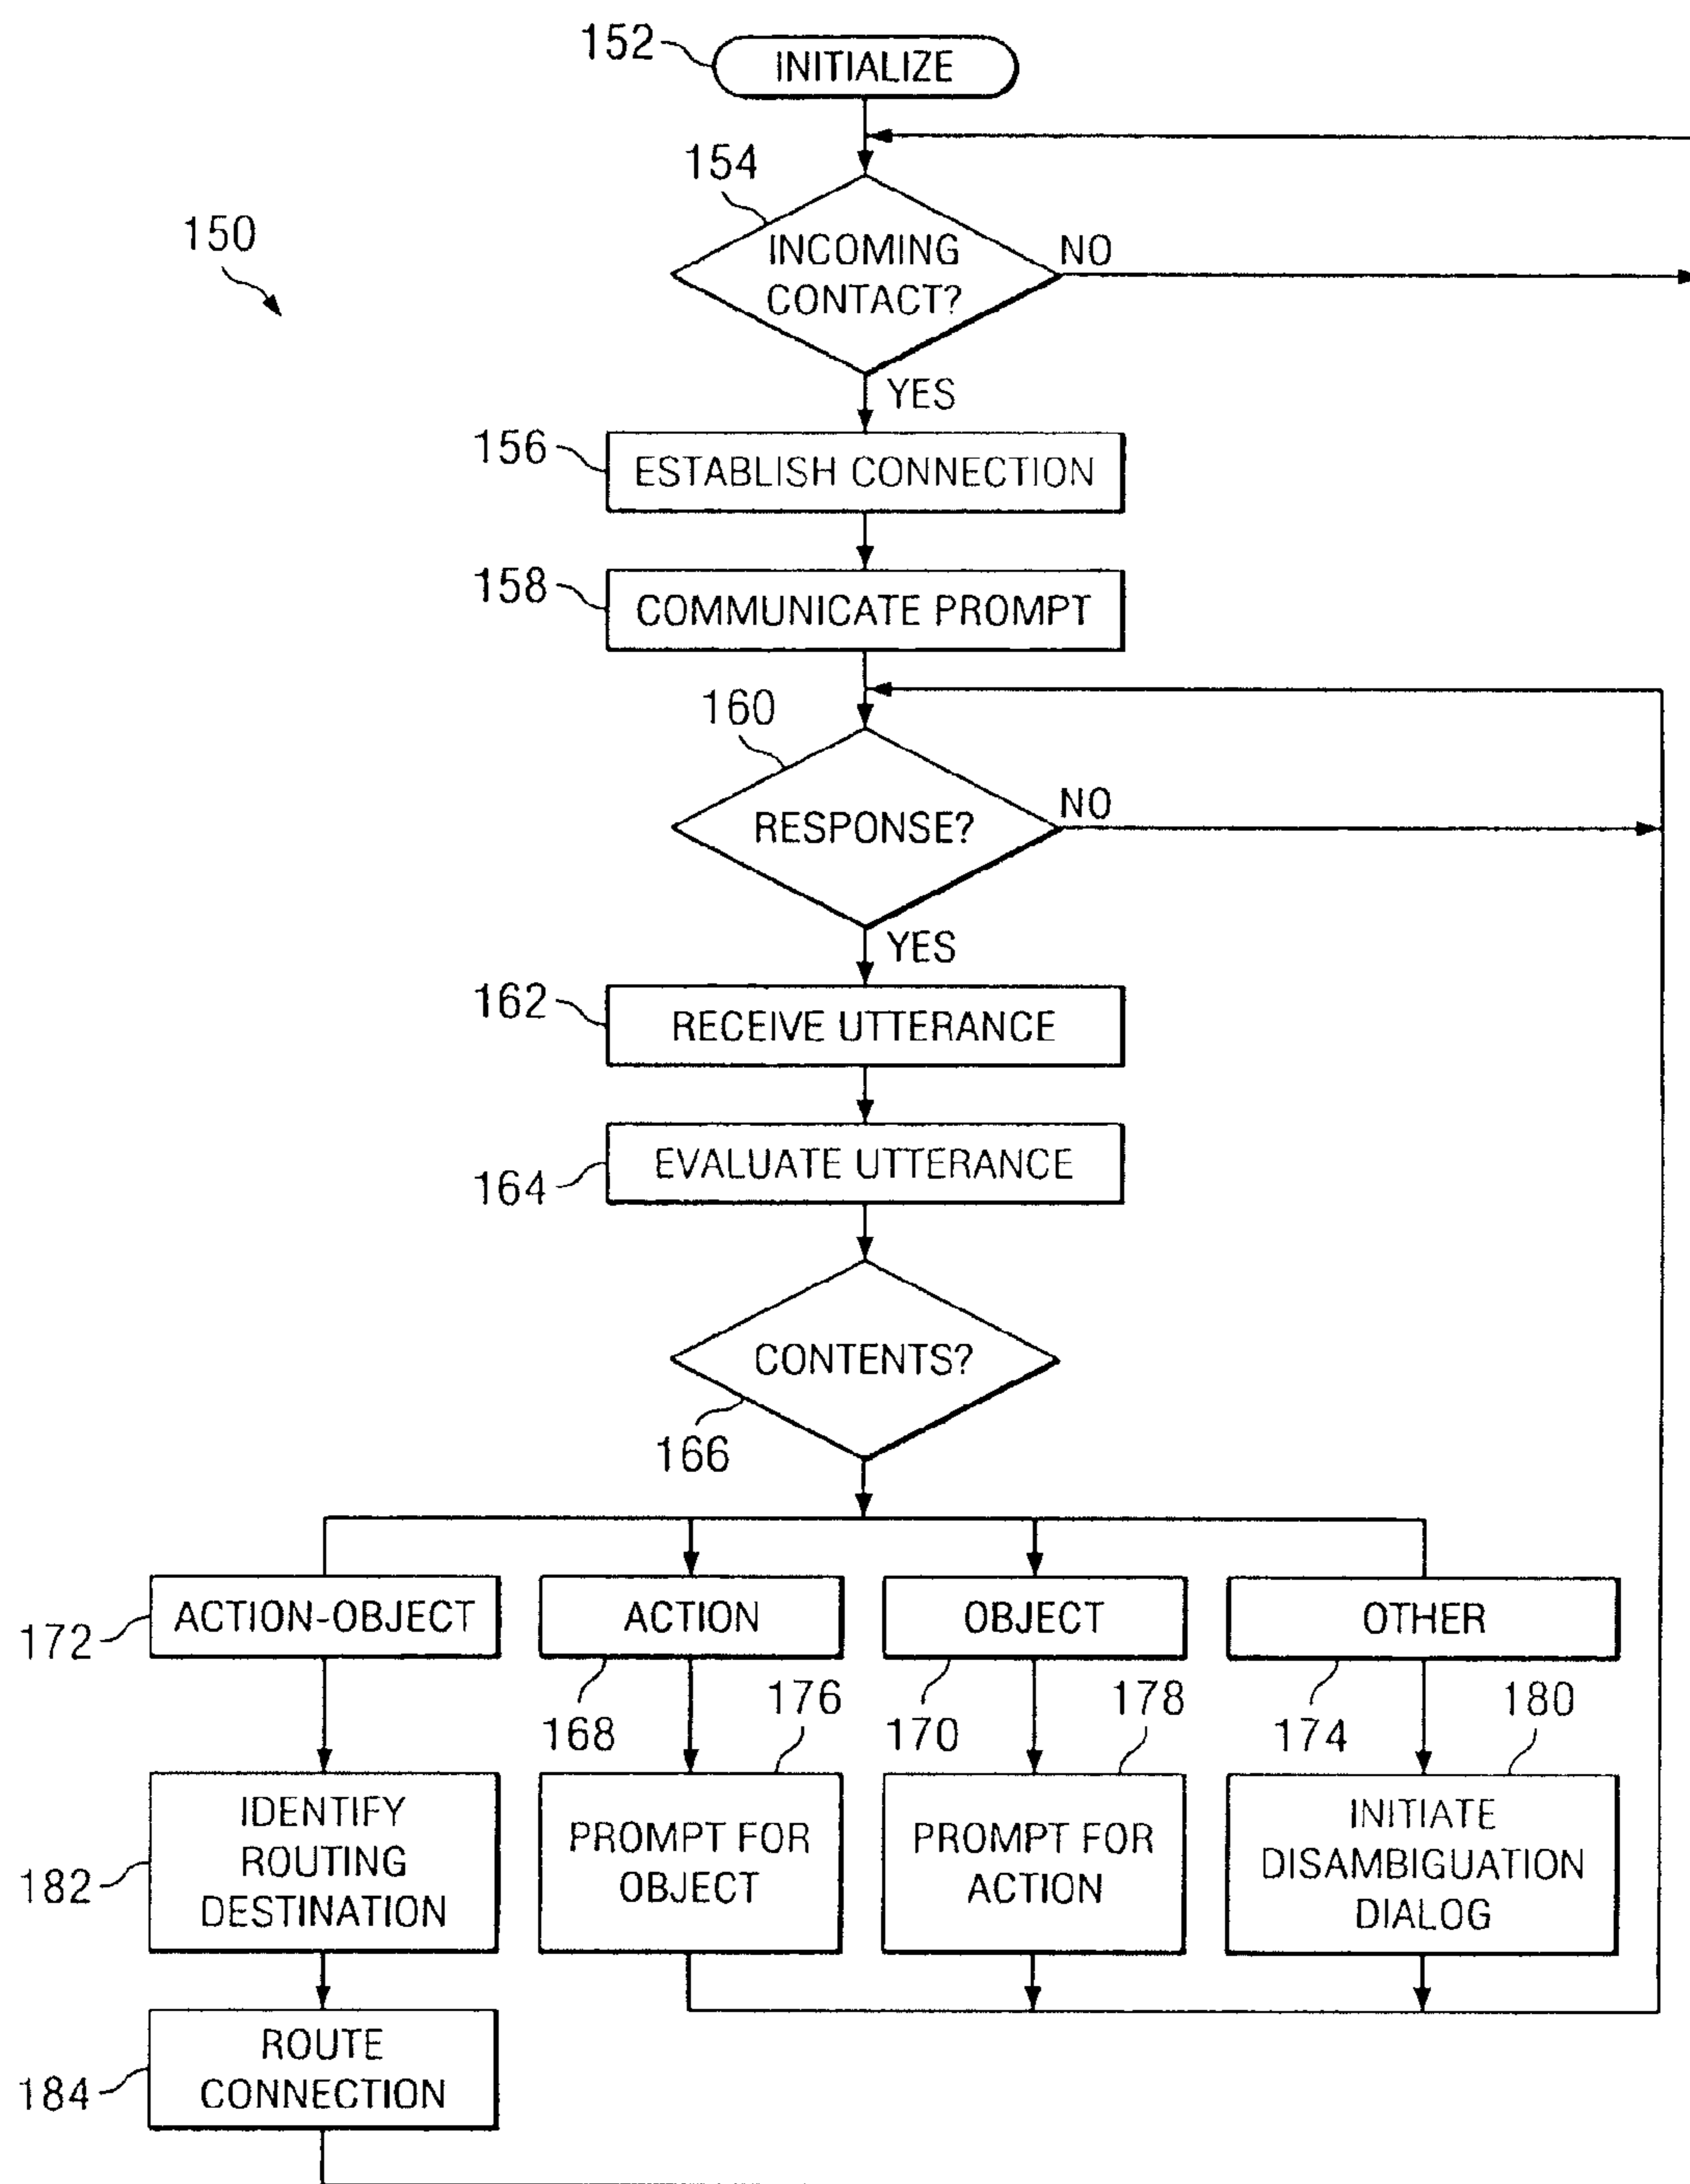 152
INITIALIZE
154
150
INCOMING
CONTACT?
NO
YES
156
ESTABLISH CONNECTION
158
COMMUNICATE PROMPT
160
RESPONSE?
NO
YES
162
RECEIVE UTTERANCE
164
EVALUATE UTTERANCE
CONTENTS?
166
172
ACTION-OBJECT
ACTION
OBJECT
OTHER
168
176
170
178
174
180
182
IDENTIFY
ROUTING
DESTINATION
PROMPT FOR
OBJECT
PROMPT FOR
ACTION
INITIATE
DISAMBIGUATION
DIALOG
184
ROUTE
CONNECTION